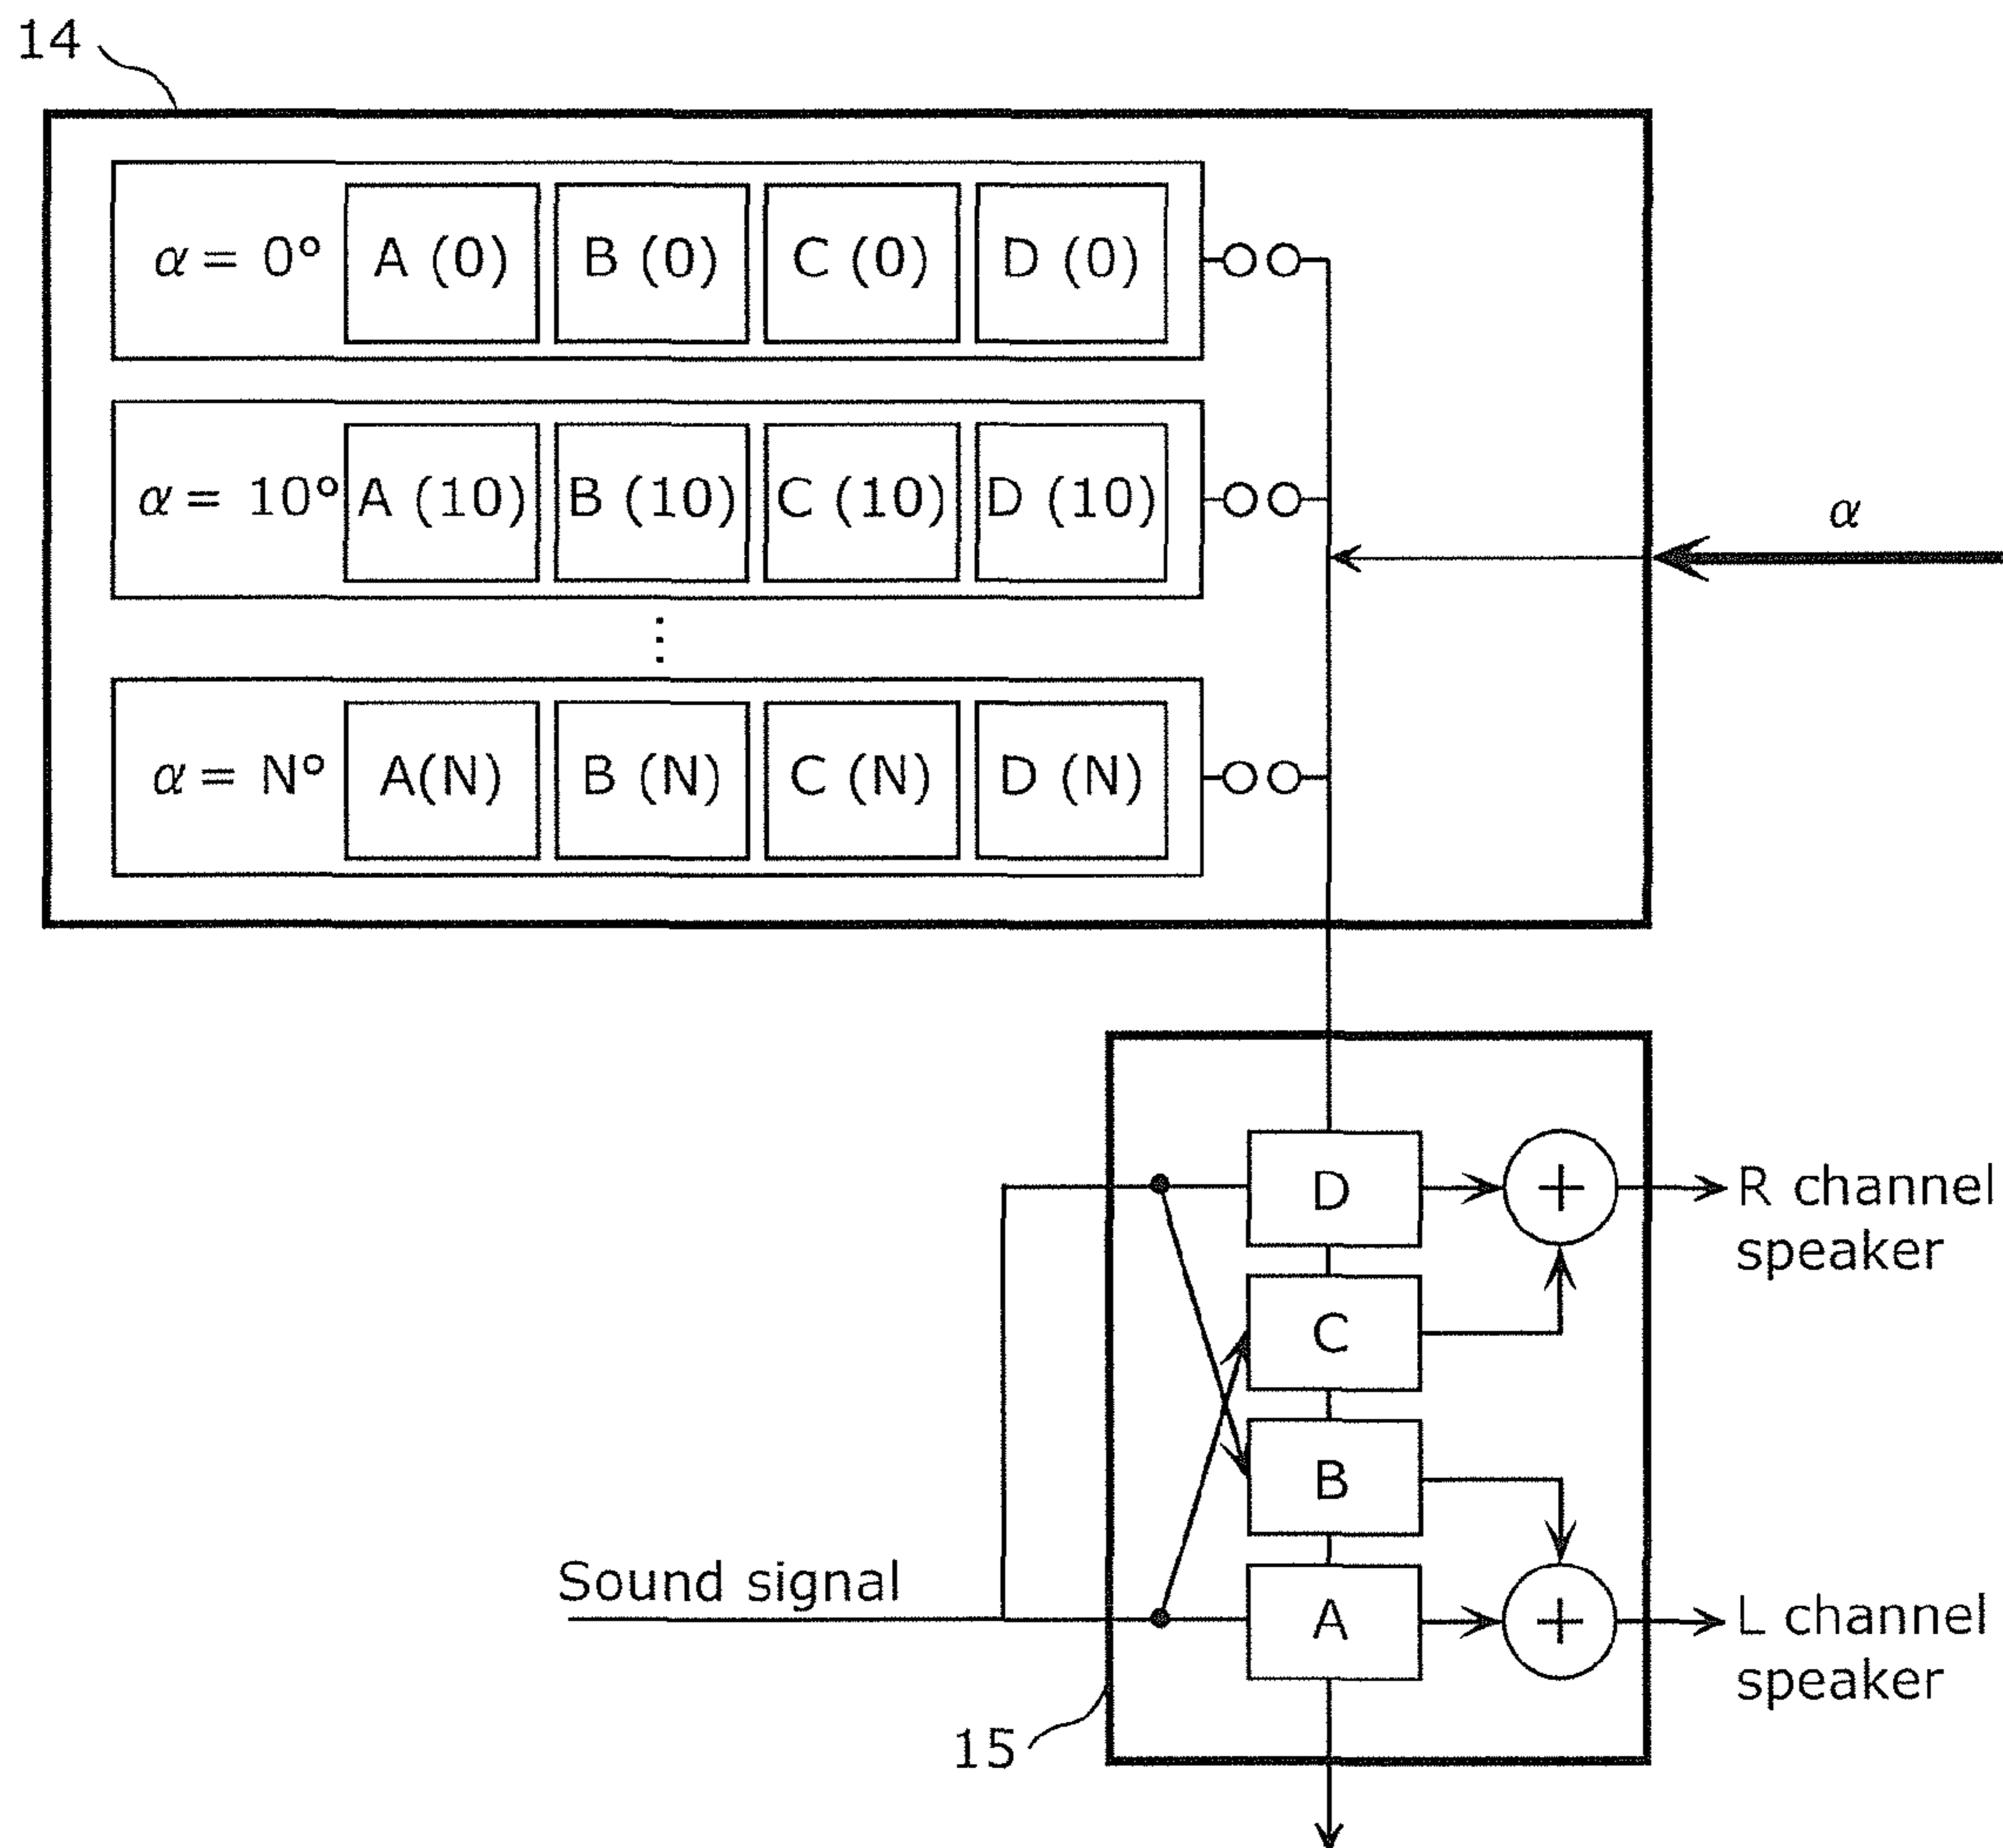 14
α = 0° A (0) B (0) C (0) D (0)
α = 10° A (10) B (10) C (10) D (10)
α
⋮
α = N° A(N) B (N) C (N) D (N)
D
+
R channel
speaker
C
B
Sound signal
A
+
L channel
speaker
15